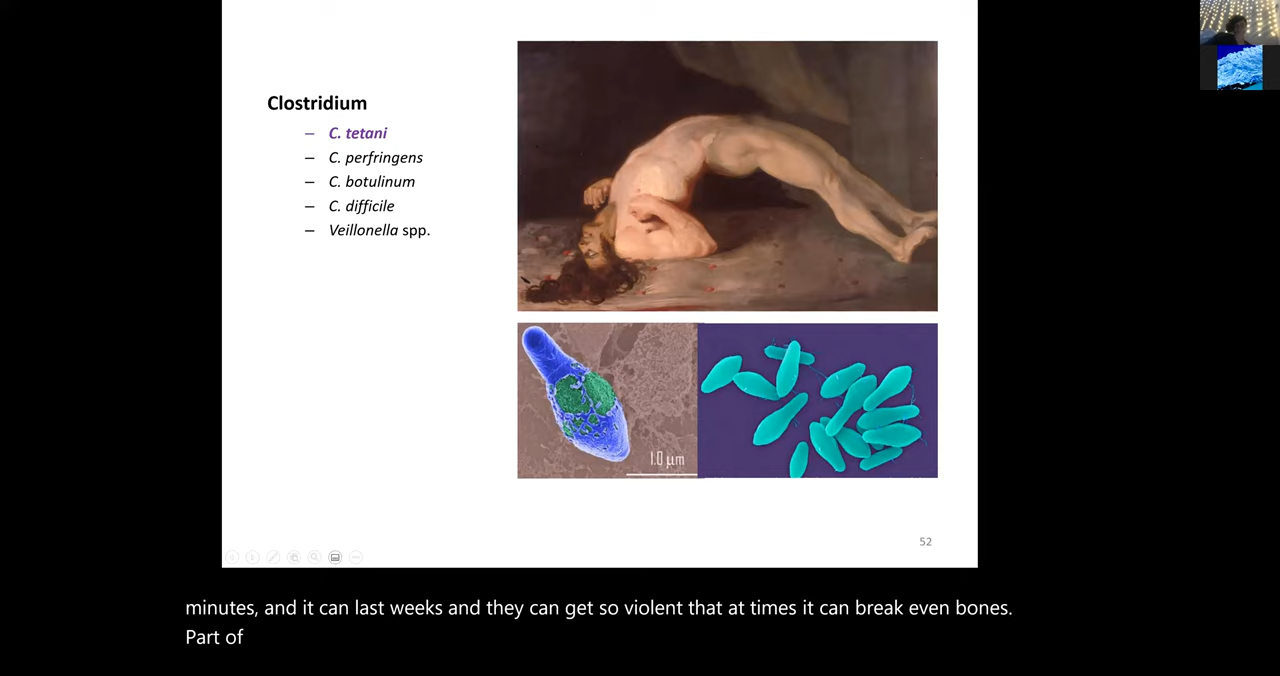 Clostridium
– C. tetani
– C. perfringens
– C. botulinum
– C. difficile
– Veillonella spp.
1.0 µm
52
minutes, and it can last weeks and they can get so violent that at times it can break even bones.
Part of